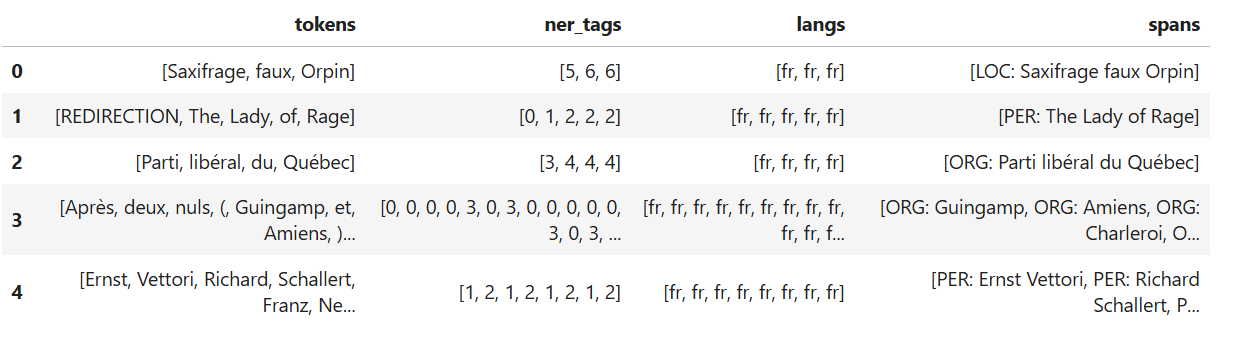 tokens ner_tags langs spans
0 [Saxifrage, faux, Orpin] [5, 6, 6] [fr, fr, fr] [LOC: Saxifrage faux Orpin]
1 [REDIRECTION, The, Lady, of, Rage] [0, 1, 2, 2, 2] [fr, fr, fr, fr, fr] [PER: The Lady of Rage]
2 [Parti, libéral, du, Québec] [3, 4, 4, 4] [fr, fr, fr, fr] [ORG: Parti libéral du Québec]
3 [Après, deux, nuls, (, Guingamp, et, [0, 0, 0, 0, 3, 0, 3, 0, 0, 0, 0, 0, [fr, fr, fr, fr, fr, fr, fr, fr, fr, [ORG: Guingamp, ORG: Amiens, ORG:
Amiens, )... 3, 0, 3, ... fr, fr, f... Charleroi, O...
4 [Ernst, Vettori, Richard, Schallert, [1, 2, 1, 2, 1, 2, 1, 2] [fr, fr, fr, fr, fr, fr, fr, fr] [PER: Ernst Vettori, PER: Richard
Franz, Ne... Schallert, P...